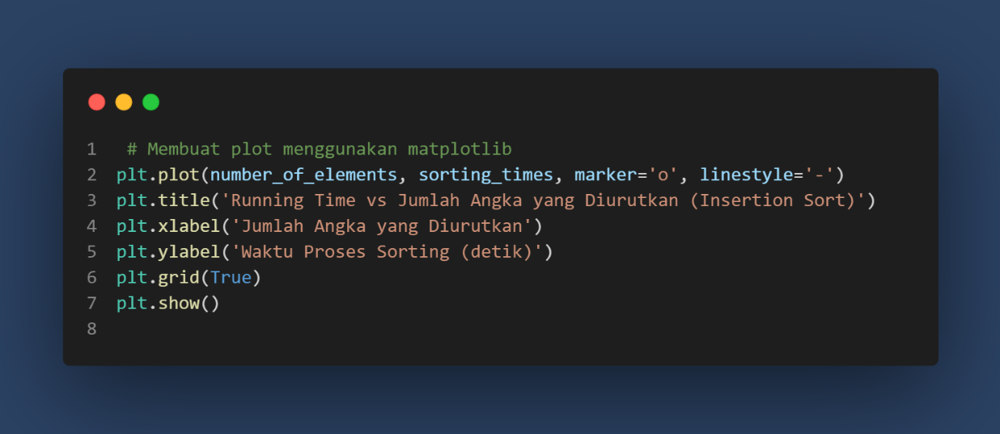 1 # Membuat plot menggunakan matplotlib
2 plt.plot(number_of_elements, sorting_times, marker='o', linestyle='-')
3 plt.title('Running Time vs Jumlah Angka yang Diurutkan (Insertion Sort)')
4 plt.xlabel('Jumlah Angka yang Diurutkan')
5 plt.ylabel('Waktu Proses Sorting (detik)')
6 plt.grid(True)
7 plt.show()
8